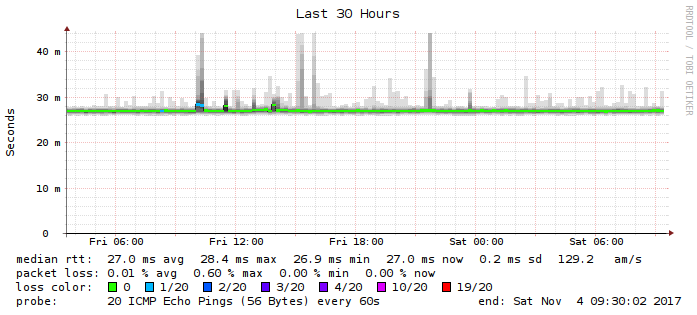 Last 30 Hours
RRDTOOL / TOBI OETIKER
Seconds
40 m
30 m
20 m
10 m
0
Fri 06:00 Fri 12:00 Fri 18:00 Sat 00:00 Sat 06:00
median rtt: 27.0 ms avg 28.4 ms max 26.9 ms min 27.0 ms now 0.2 ms sd 129.2 am/s
packet loss: 0.01 % avg 0.60 % max 0.00 % min 0.00 % now
loss color: 0 1/20 2/20 3/20 4/20 10/20 19/20
probe: 20 ICMP Echo Pings (56 Bytes) every 60s end: Sat Nov 4 09:30:02 2017